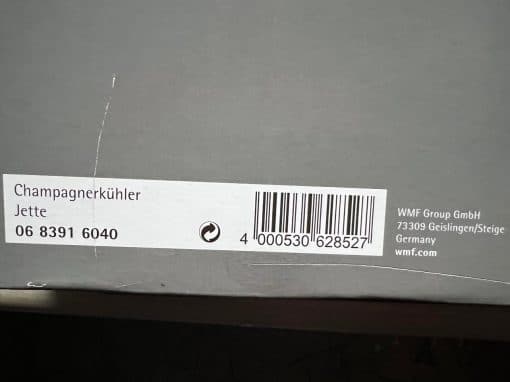 Champagnerkühler
Jette
06 8391 6040
4 000530 628527
WMF Group GmbH
73309 Geislingen/Steige
Germany
wmf.com